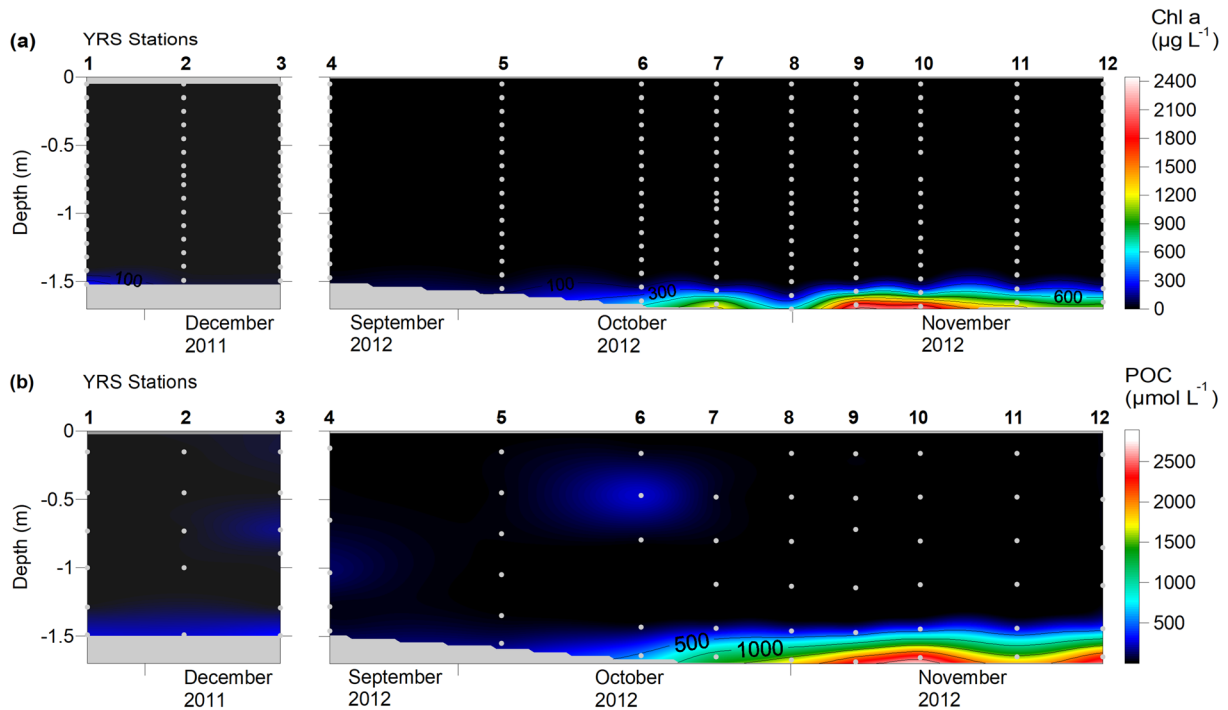 (a) YRS Stations
Chl a
(µg L⁻¹)
1 2 3 4 5 6 7 8 9 10 11 12
0
-0.5
-1
-1.5
Depth (m)
100 100 300 600
2400
2100
1800
1500
1200
900
600
300
0
December
2011
September
2012
October
2012
November
2012
(b) YRS Stations
POC
(µmol L⁻¹)
1 2 3 4 5 6 7 8 9 10 11 12
0
-0.5
-1
-1.5
Depth (m)
500 1000
2500
2000
1500
1000
500
December
2011
September
2012
October
2012
November
2012